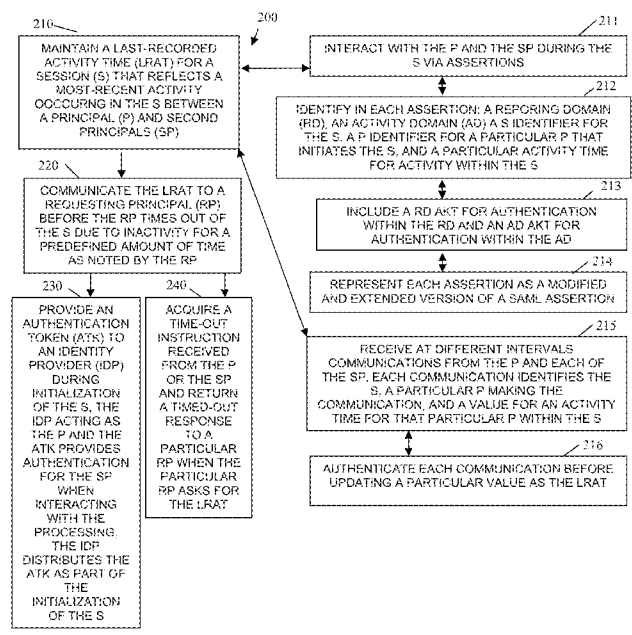 210
200
MAINTAIN A LAST-RECORDED
ACTIVITY TIME (LRAT) FOR A
SESSION (S) THAT REFLECTS A
MOST-RECENT ACTIVITY
OCCURNG IN THE S BETWEEN
A PRINCIPAL (P) AND SECOND
PRINCIPALS (SP)
220
COMMUNICATE THE LRAT TO A
REQUESTING PRINCIPAL (RP)
BEFORE THE RP TIMES OUT OF
THE S DUE TO INACTIVITY FOR A
PREDEFINED AMOUNT OF TIME
AS NOTED BY THE RP
230
PROVIDE AN
AUTHENTICATION
TOKEN (ATK) TO
AN IDENTITY
PROVIDER (IDP)
DURING
INITIALIZATION
OF THE S, THE
IDP ACTING AS
THE P AND THE
ATK PROVIDES
AUTHENTICATION
FOR THE SP
WHEN
INTERACTING
WITH THE
PROCESSING,
THE IDP
DISTRIBUTES THE
ATK AS PART OF
THE
INITIALIZATION
OF THE S
240
ACQUIRE A
TIME-OUT
INSTRUCTION
RECEIVED
FROM THE P
OR THE SP
AND RETURN
A TIMED-OUT
RESPONSE
TO A
PARTICULAR
RP WHEN THE
PARTICULAR
RP ASKS FOR
THE LRAT
211
INTERACT WITH THE P AND THE SP DURING THE
S VIA ASSERTIONS
212
IDENTIFY IN EACH ASSERTION: A REPORING DOMAIN
(RD), AN ACTIVITY DOMAIN (AD) A S IDENTIFIER FOR
THE S, A P IDENTIFIER FOR A PARTICULAR P THAT
INITIATES THE S, AND A PARTICULAR ACTIVITY TIME
FOR ACTIVITY WITHIN THE S
213
INCLUDE A RD AKT FOR AUTHENTICATION
WITHIN THE RD AND AN AD AKT FOR
AUTHENTICATION WITHIN THE AD
214
REPRESENT EACH ASSERTION AS A MODIFIED
AND EXTENDED VERSION OF A SAML ASSERTION
215
RECEIVE AT DIFFERENT INTERVALS
COMMUNICATIONS FROM THE P AND EACH OF
THE SP, EACH COMMUNICATION IDENTIFIES THE
S, A PARTICULAR P MAKING THE
COMMUNICATION, AND A VALUE FOR AN ACTIVITY
TIME FOR THAT PARTICULAR P WITHIN THE S
216
AUTHENTICATE EACH COMMUNICATION BEFORE
UPDATING A PARTICULAR VALUE AS THE LRAT